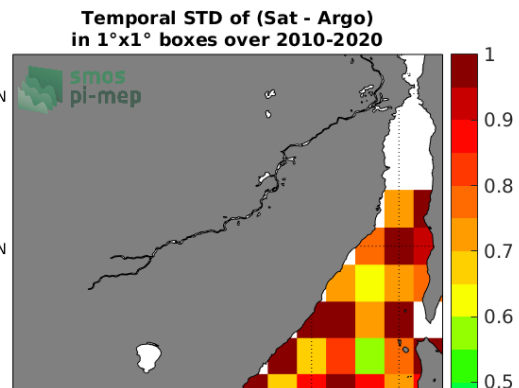 Temporal STD of (Sat - Argo)
in 1°x1° boxes over 2010-2020
smos
pi-mep
N
N
1
0.9
0.8
0.7
0.6
0.5